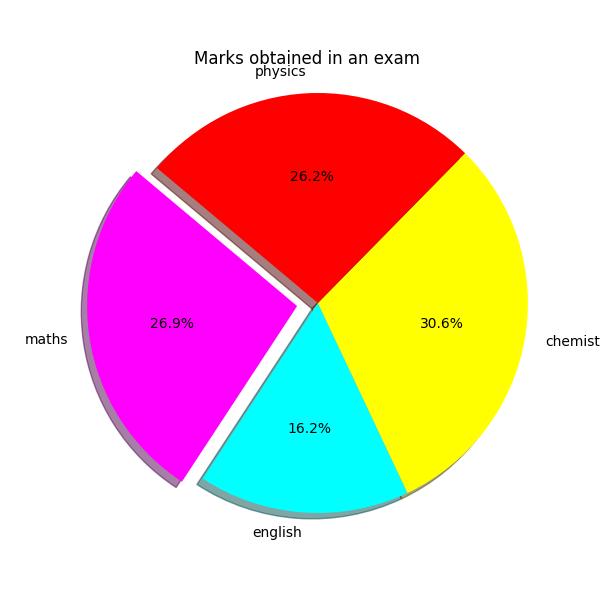 Marks obtained in an exam
physics
26.2%
26.9%
30.6%
maths
chemist
16.2%
english